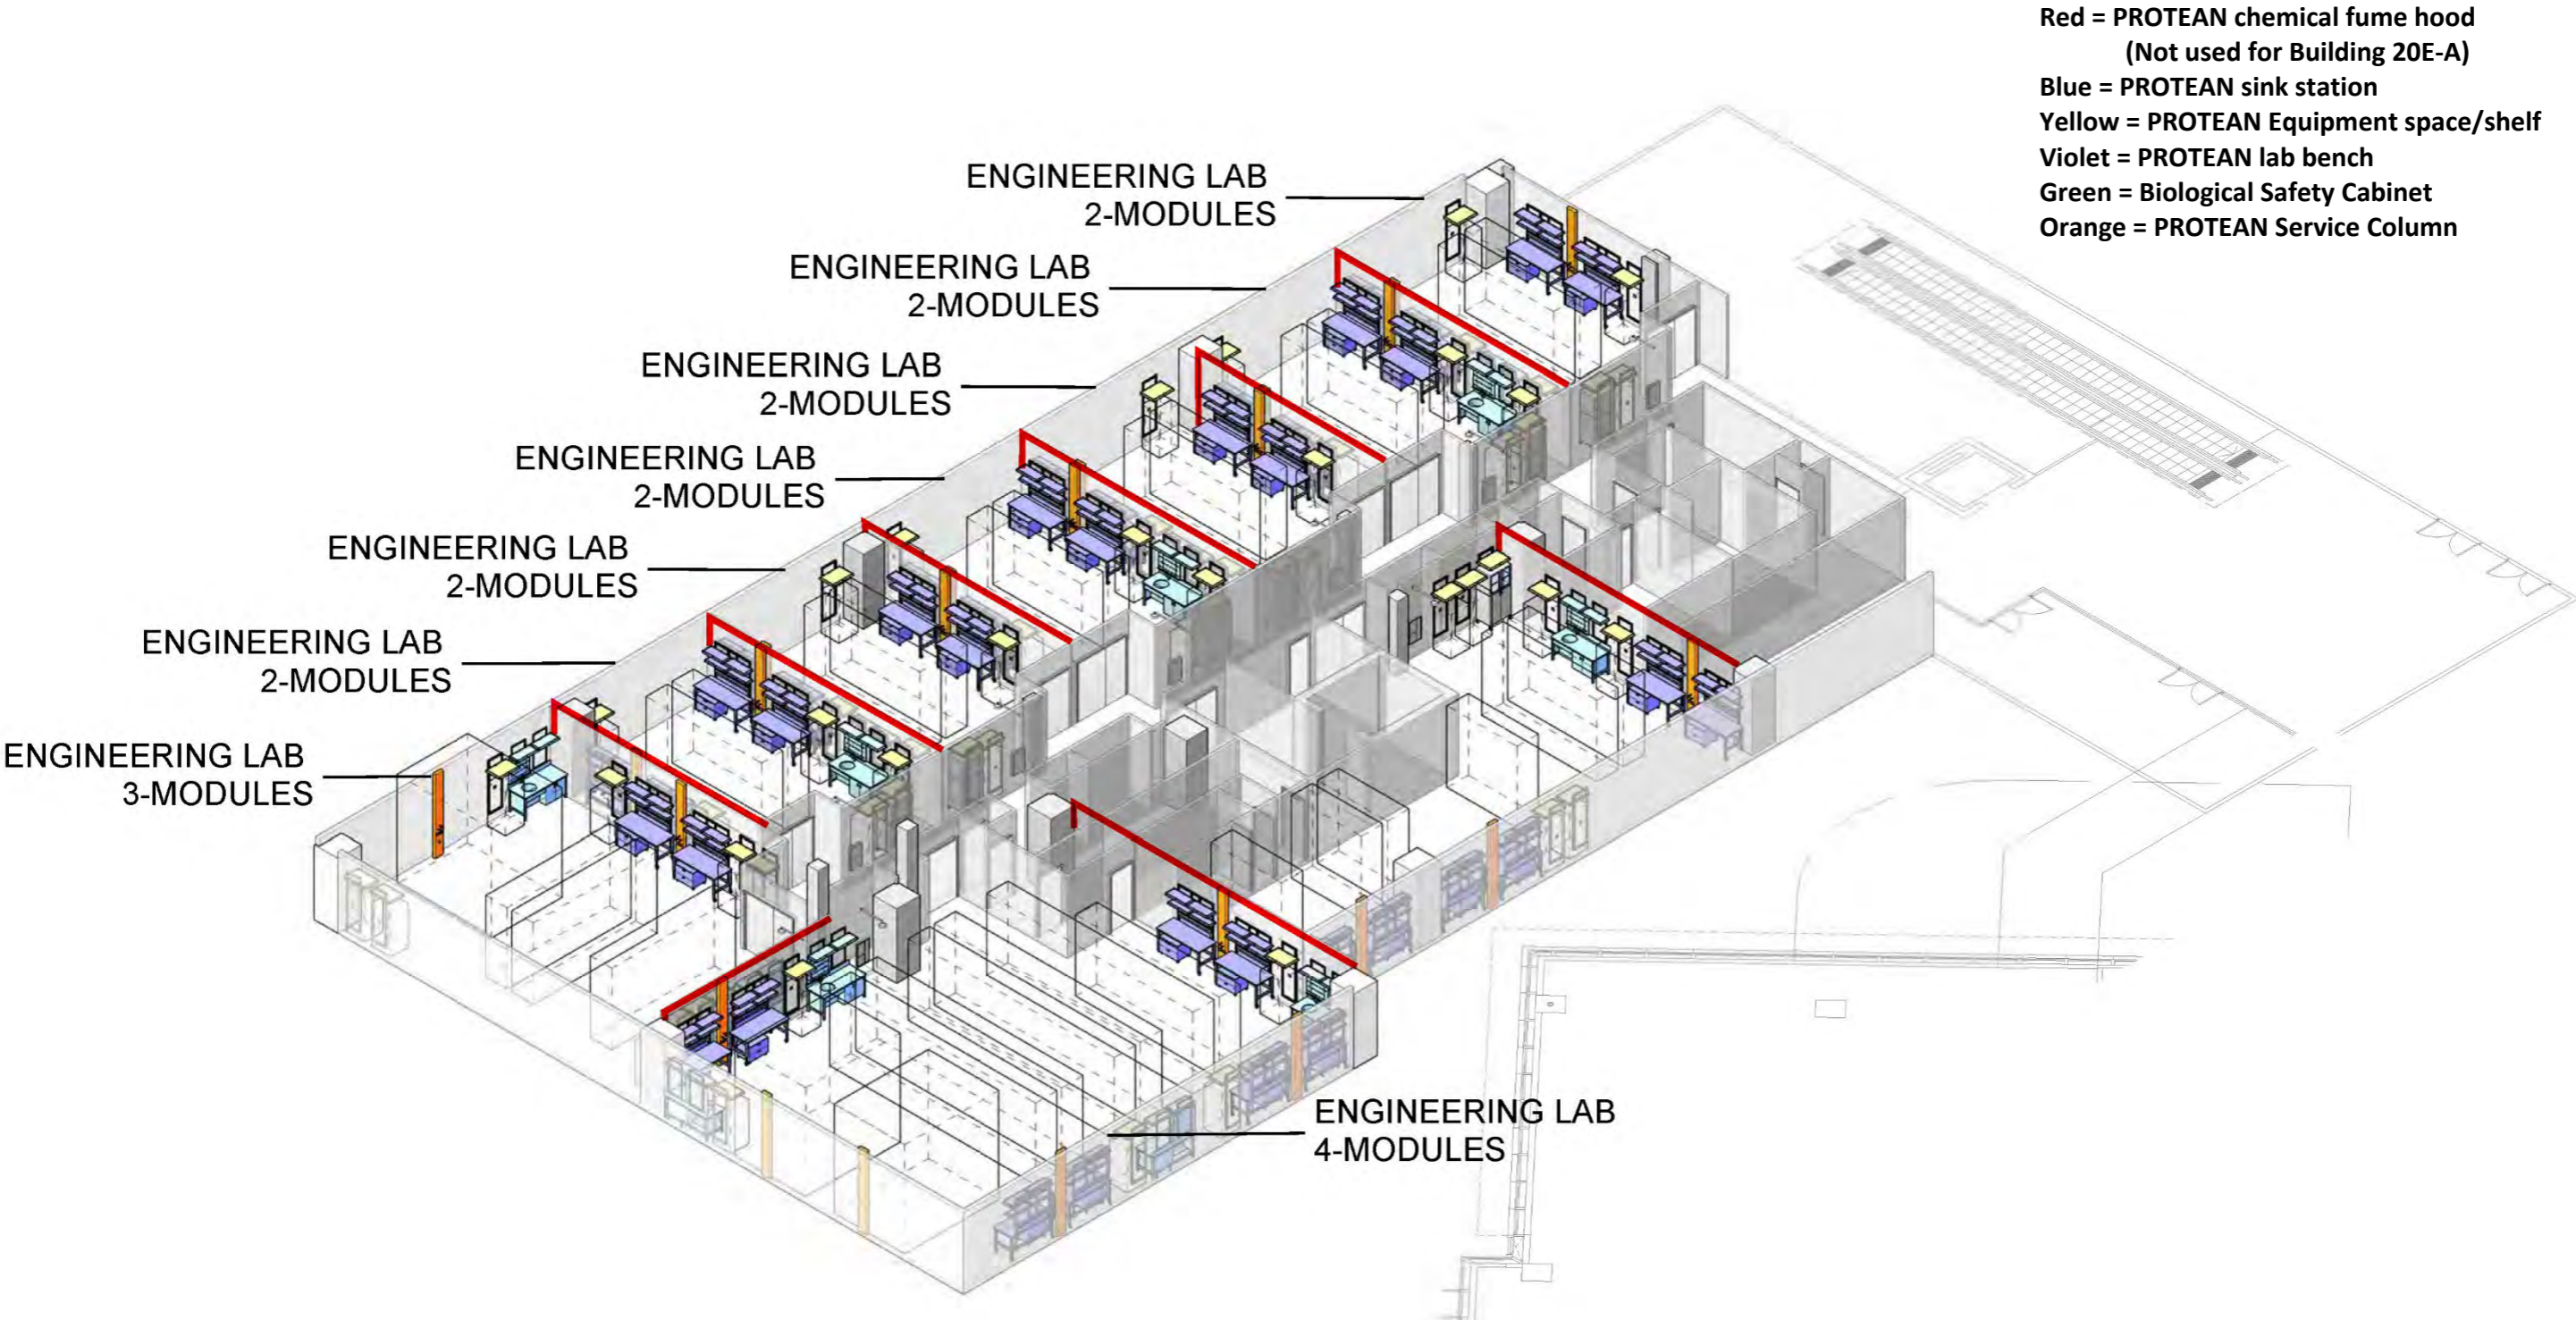 Red = PROTEAN chemical fume hood
(Not used for Building 20E-A)
Blue = PROTEAN sink station
Yellow = PROTEAN Equipment space/shelf
Violet = PROTEAN lab bench
Green = Biological Safety Cabinet
Orange = PROTEAN Service Column
ENGINEERING LAB
2-MODULES
ENGINEERING LAB
2-MODULES
ENGINEERING LAB
2-MODULES
ENGINEERING LAB
2-MODULES
ENGINEERING LAB
2-MODULES
ENGINEERING LAB
2-MODULES
ENGINEERING LAB
3-MODULES
ENGINEERING LAB
4-MODULES